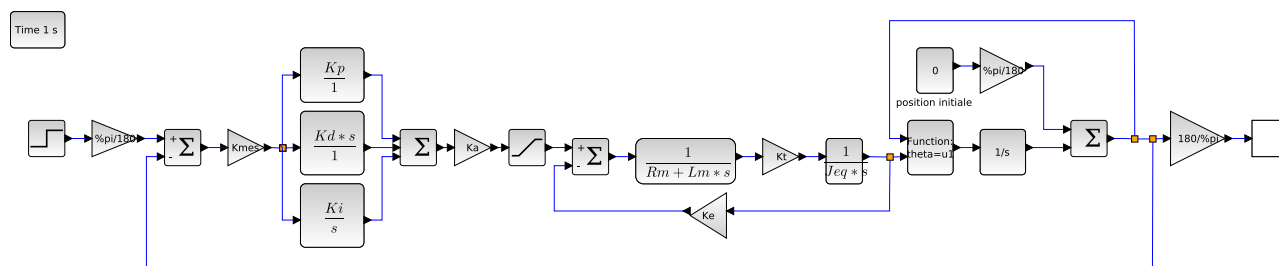 Time 1 s
%pi/180
+
-
Σ
Kmes
Kp
1
Kd * s
1
Ki
s
Σ
Ka
+
-
Σ
1
Rm + Lm * s
Kt
1
Jeq * s
Ke
0
position initiale
%pi/180
Function:
theta=u1
1/s
Σ
180/%pi